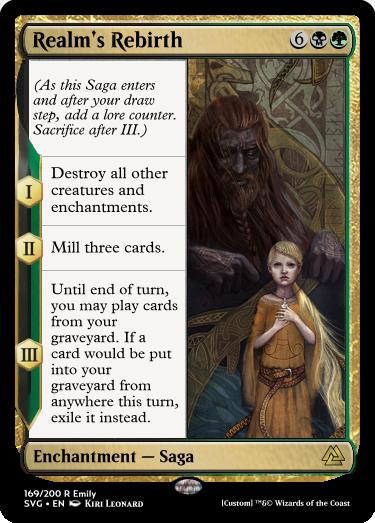 Realm's Rebirth 6
(As this Saga enters
and after your draw
step, add a lore counter.
Sacrifice after III.)
I
Destroy all other
creatures and
enchantments.
II
Mill three cards.
III
Until end of turn,
you may play cards
from your
graveyard. If a
card would be put
into your
graveyard from
anywhere this turn,
exile it instead.
Enchantment — Saga
169/200 R Emily
SVG • EN Kiri Leonard
[Custom] ™&© Wizards of the Coast